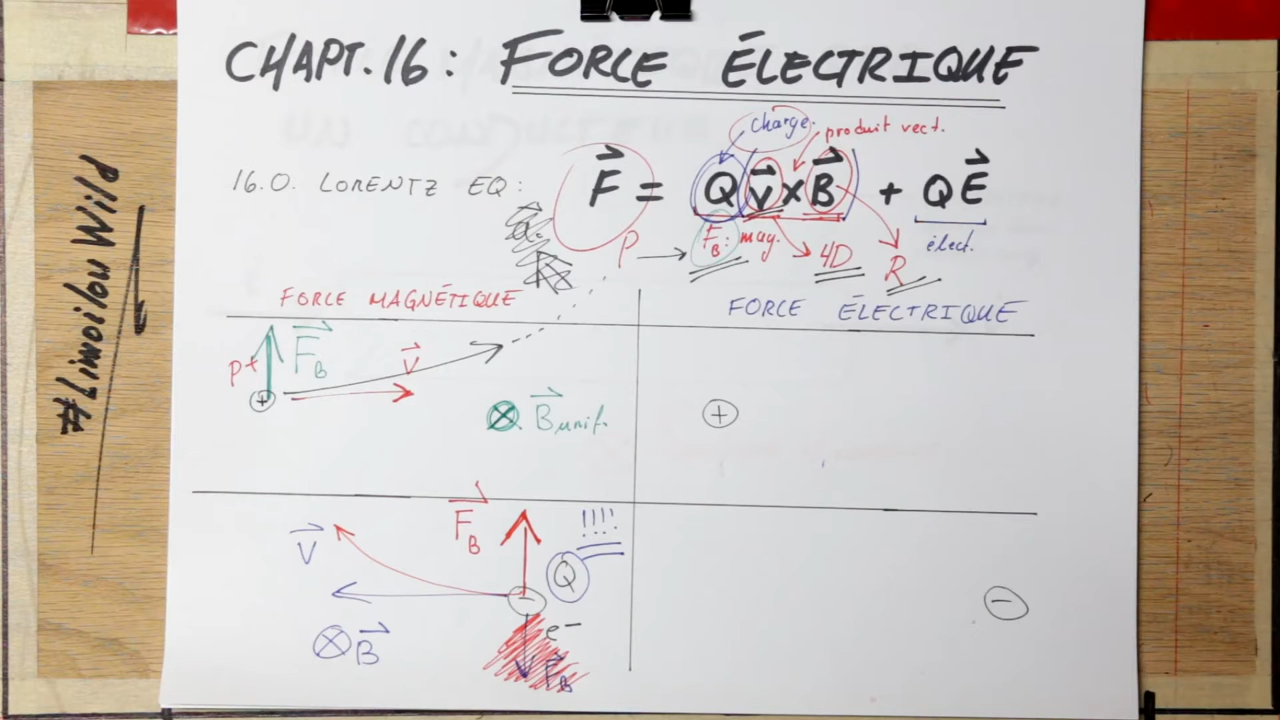 CHAPT.16: FORCE ÉLECTRIQUE
charge.
produit vect.
16.0. LORENTZ EQ: F = Q(v×B) + QE
P → F_B: mag. 4D R élect.
FORCE MAGNÉTIQUE FORCE ÉLECTRIQUE
p+ F_B v
+ B unif. +
F_B !!!!
v Q
- -
B e-
F_B
#Limoilou Wild